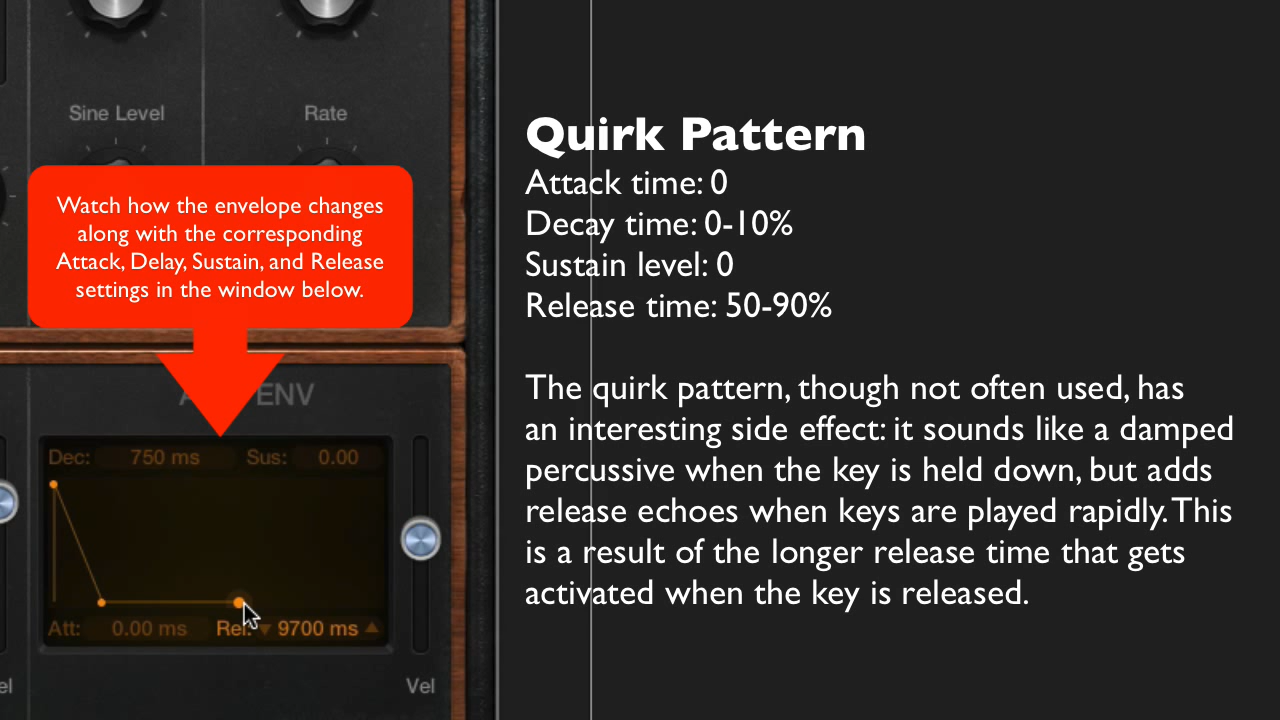 Sine Level
Rate
Watch how the envelope changes
along with the corresponding
Attack, Delay, Sustain, and Release
settings in the window below.
ENV
Dec: 750 ms Sus: 0.00
Att: 0.00 ms Rel: 9700 ms
Vel
Quirk Pattern
Attack time: 0
Decay time: 0-10%
Sustain level: 0
Release time: 50-90%
The quirk pattern, though not often used, has
an interesting side effect: it sounds like a damped
percussive when the key is held down, but adds
release echoes when keys are played rapidly. This
is a result of the longer release time that gets
activated when the key is released.